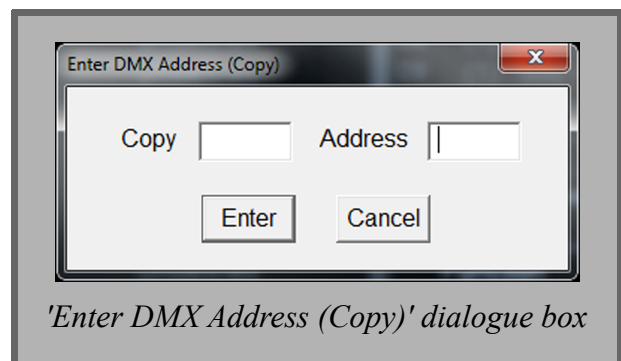 Enter DMX Address (Copy)
x
Copy Address
Enter Cancel
'Enter DMX Address (Copy)' dialogue box